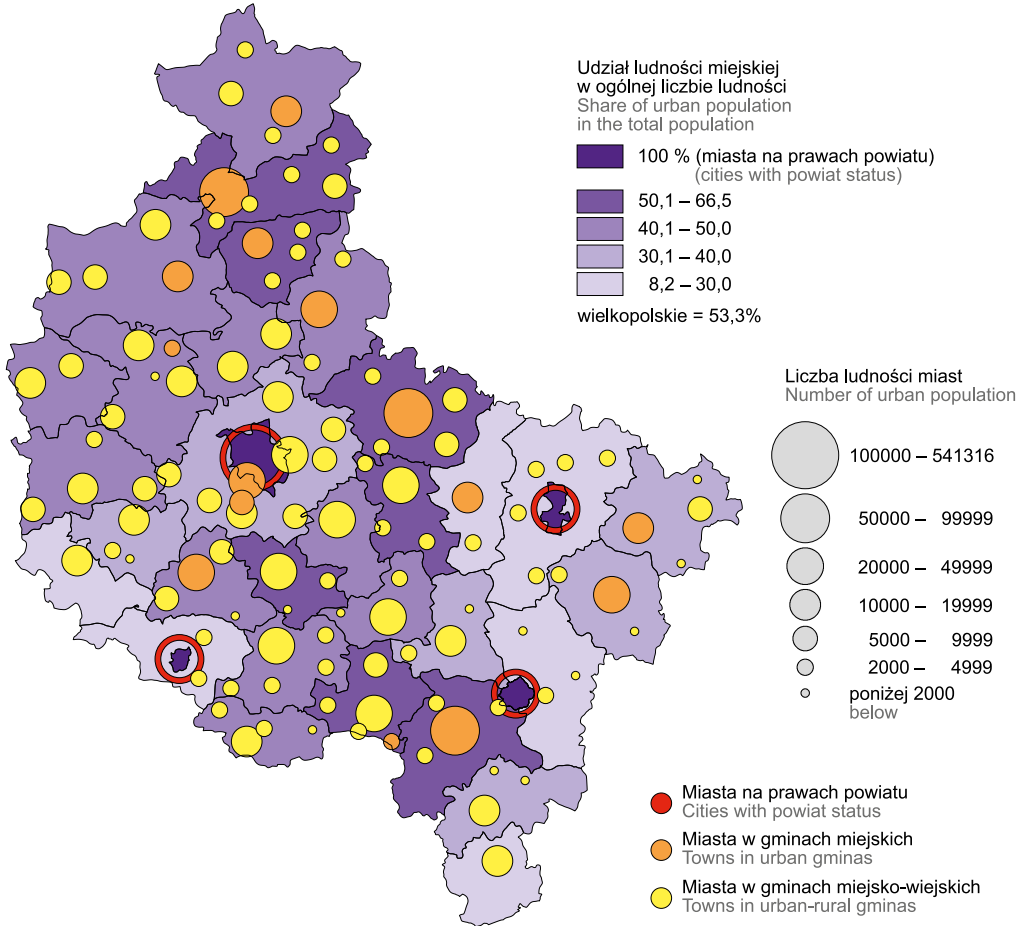 Udział ludności miejskiej
w ogólnej liczbie ludności
Share of urban population
in the total population
100 % (miasta na prawach powiatu)
(cities with powiat status)
50,1 – 66,5
40,1 – 50,0
30,1 – 40,0
8,2 – 30,0
wielkopolskie = 53,3%
Liczba ludności miast
Number of urban population
100000 – 541316
50000 – 99999
20000 – 49999
10000 – 19999
5000 – 9999
2000 – 4999
poniżej 2000
below
Miasta na prawach powiatu
Cities with powiat status
Miasta w gminach miejskich
Towns in urban gminas
Miasta w gminach miejsko-wiejskich
Towns in urban-rural gminas